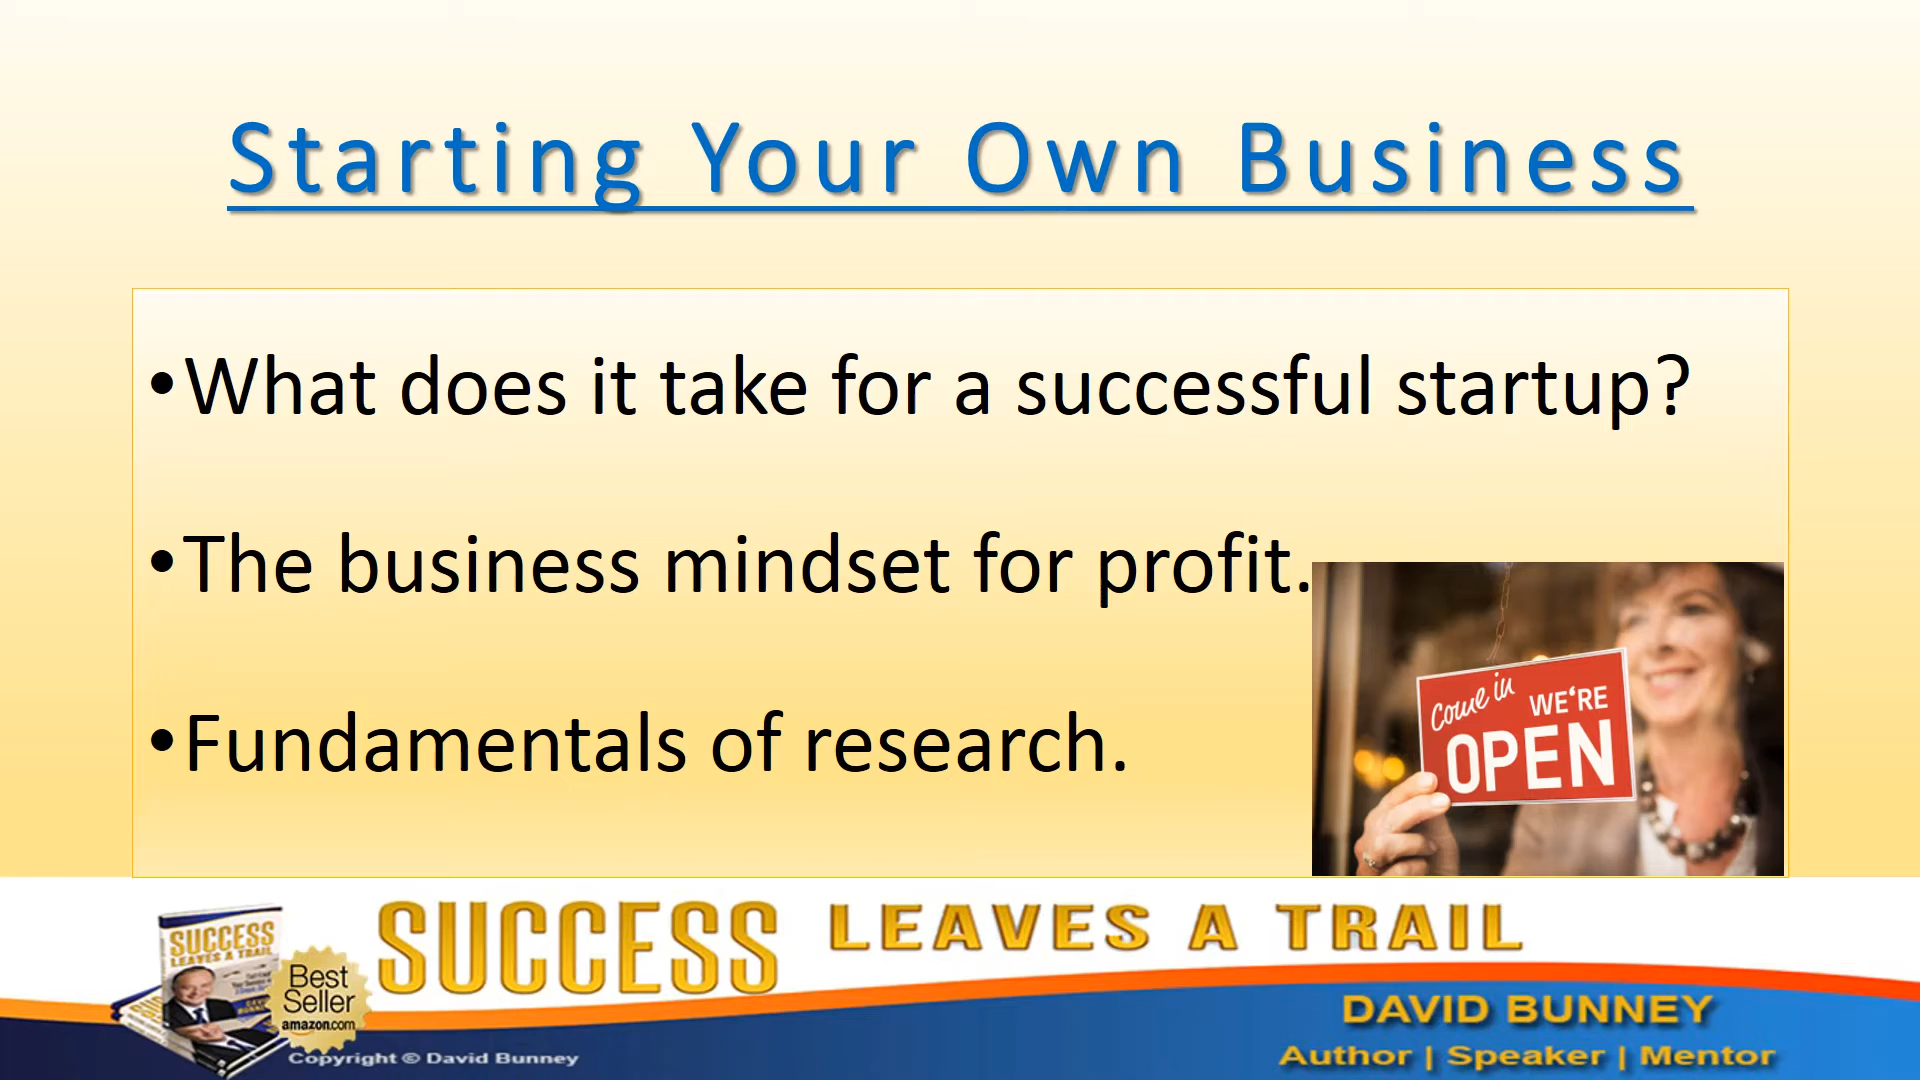 Starting Your Own Business
•What does it take for a successful startup?
•The business mindset for profit.
•Fundamentals of research.
Come in WE'RE
OPEN
SUCCESS LEAVES A TRAIL
SUCCESS
LEAVES A TRAIL
Best
Seller
amazon.com
DAVID BUNNEY
Copyright © David Bunney
Author | Speaker | Mentor